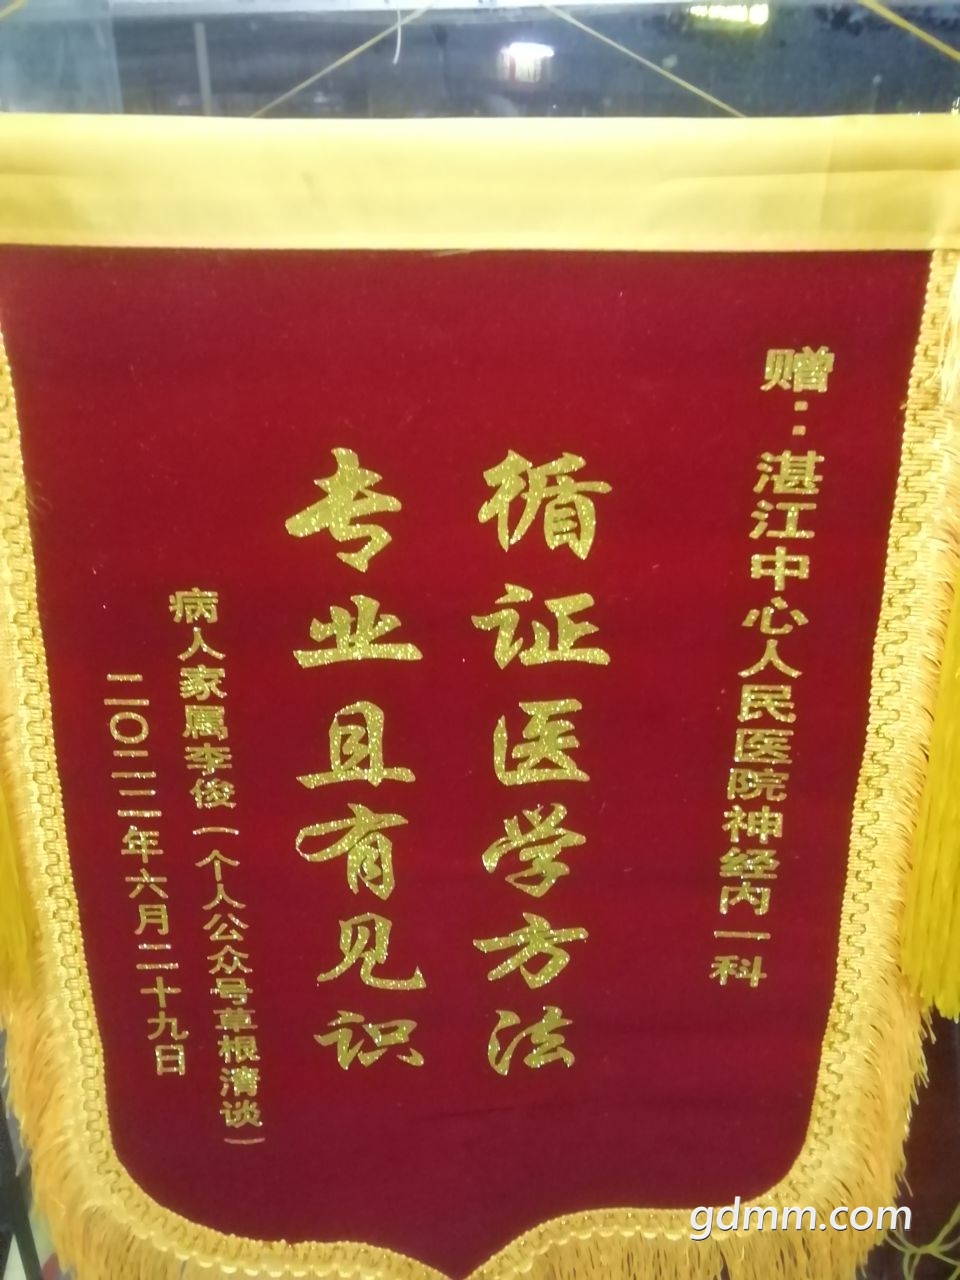 赠：湛江中心人民医院神经内一科
循证医学方法
专业且有见识
病人家属李俊（个人公众号草根清谈）
二〇二二年六月二十九日
gdmm.com